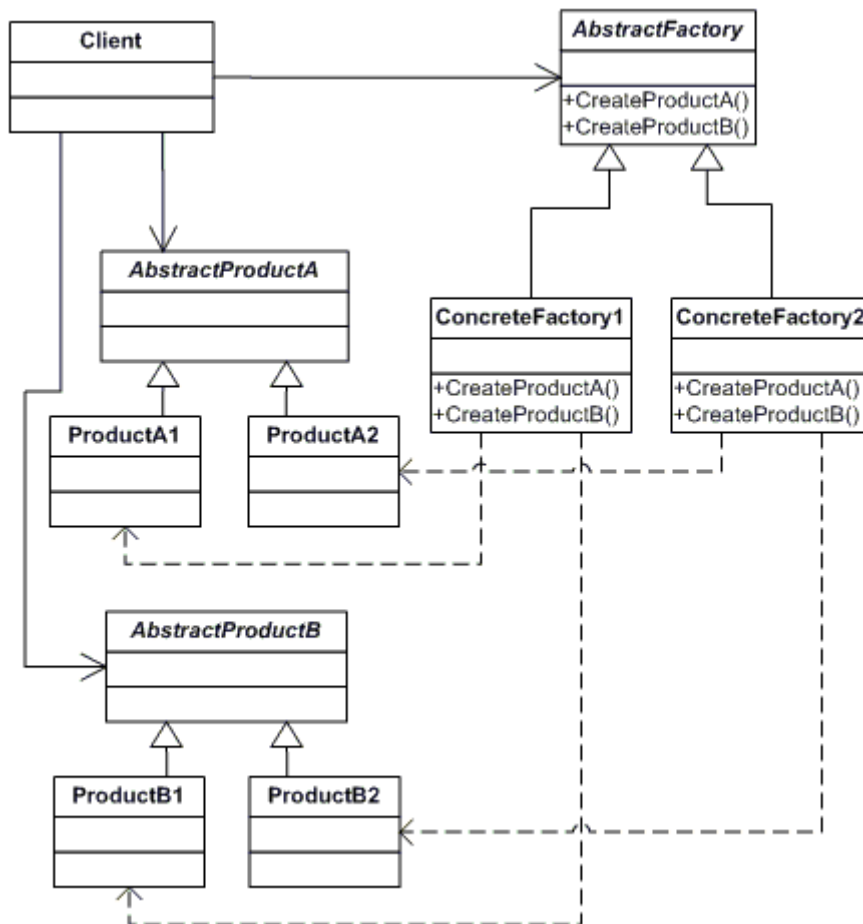 Client
AbstractFactory
+CreateProductA()
+CreateProductB()
AbstractProductA
ConcreteFactory1
+CreateProductA()
+CreateProductB()
ConcreteFactory2
+CreateProductA()
+CreateProductB()
ProductA1
ProductA2
AbstractProductB
ProductB1
ProductB2